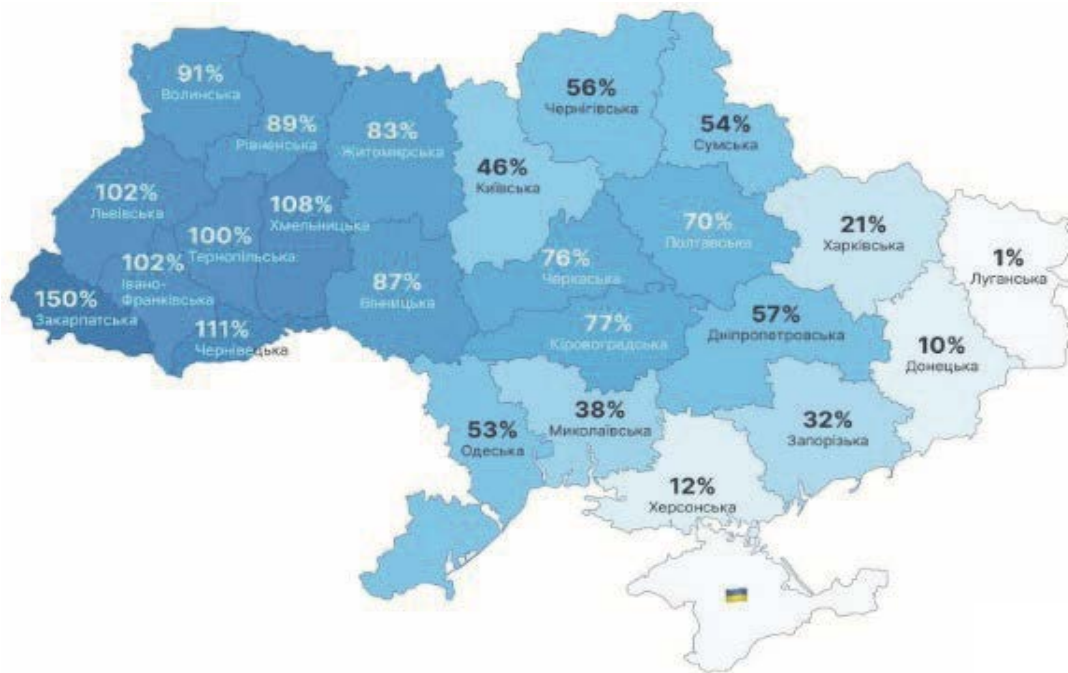 56%
Чернігівська
91%
Волинська
54%
Сумська
89%
Рівненська
83%
Житомирська
46%
Київська
102%
Львівська
108%
Хмельницька
70%
Полтавська
21%
Харківська
100%
Тернопільська
1%
Луганська
102%
Івано-
Франківська
76%
Черкаська
87%
Вінницька
150%
Закарпатська
111%
Чернівецька
77%
Кіровоградська
57%
Дніпропетровська
10%
Донецька
38%
Миколаївська
32%
Запорізька
53%
Одеська
12%
Херсонська